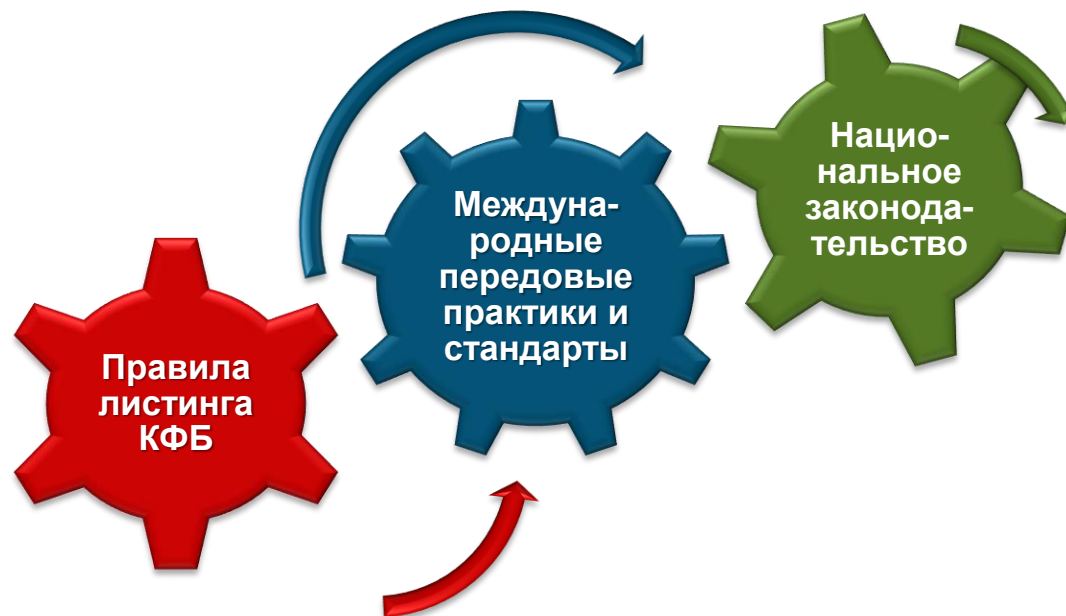 Правила
листинга
КФБ
Междуна-
родные
передовые
практики и
стандарты
Нацио-
нальное
законода-
тельство